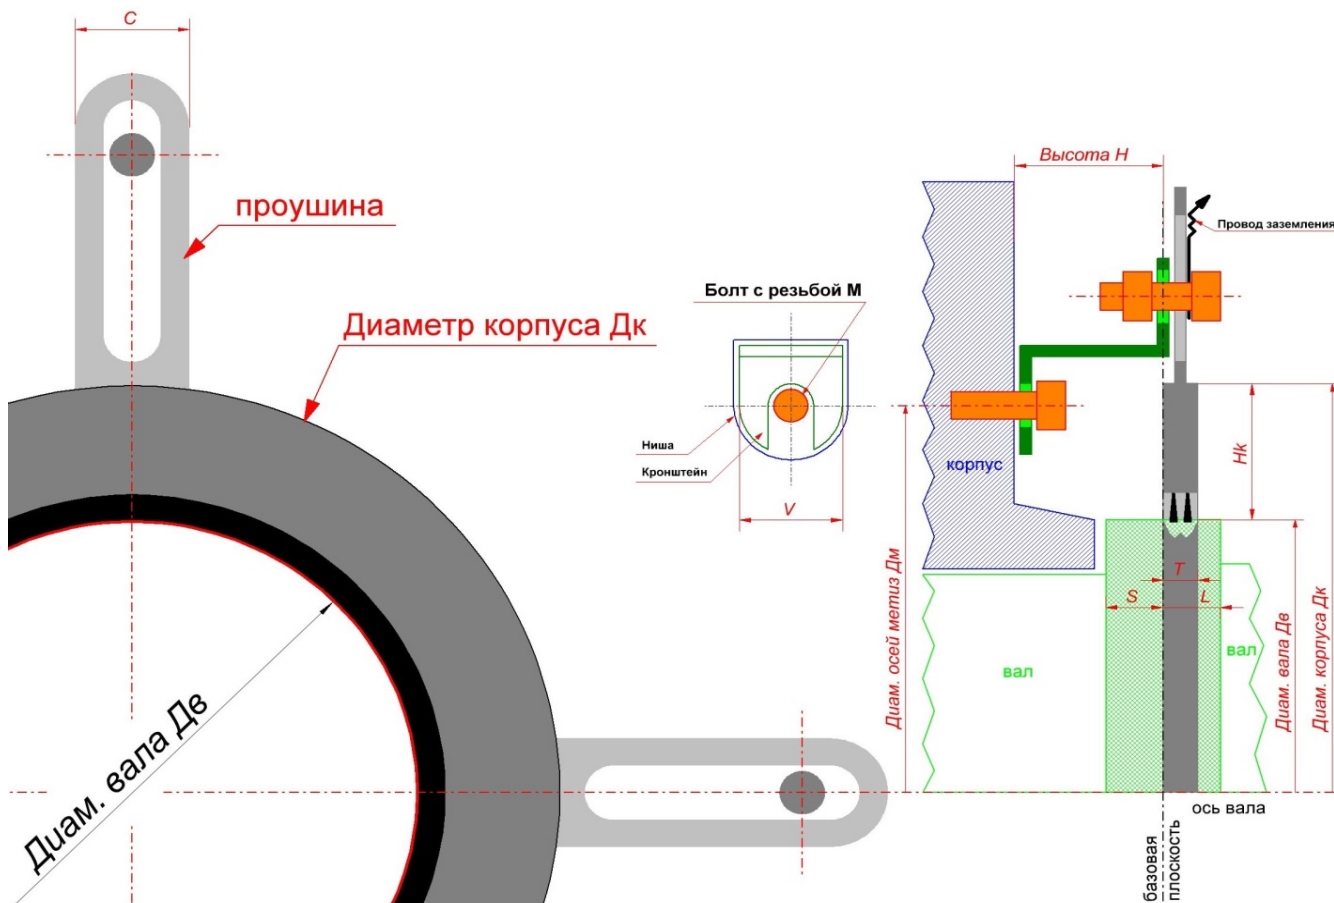 C
проушина
Диаметр корпуса Дк
Диам. вала Дв
Болт с резьбой М
Ниша
Кронштейн
V
Высота Н
Провод заземления
корпус
Нк
Диам. осей метиз Дм
T
S
L
вал
вал
Диам. вала Дв
Диам. корпуса Дк
ось вала
базовая
плоскость